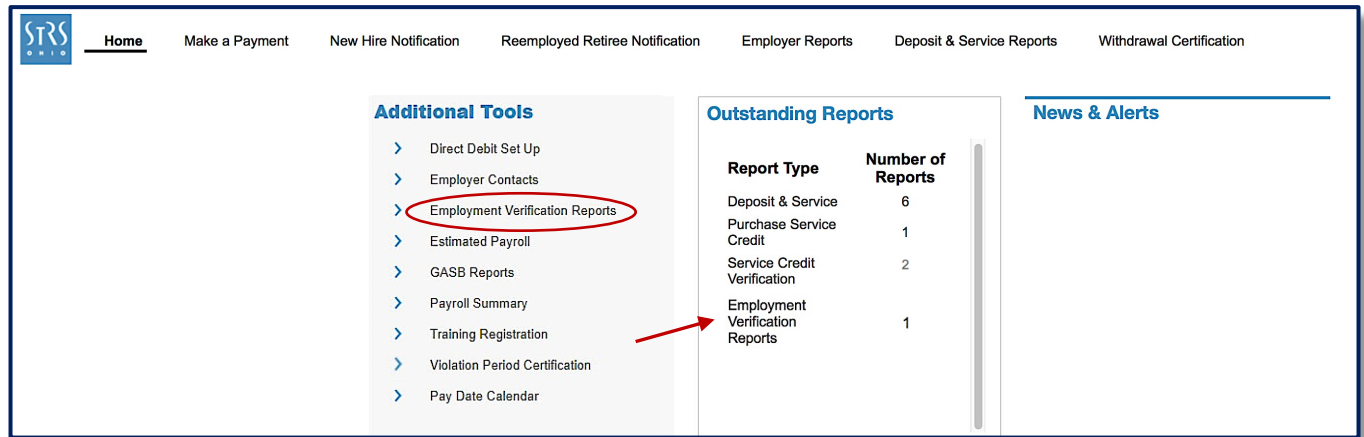 STRS
OHIO
Home Make a Payment New Hire Notification Reemployed Retiree Notification Employer Reports Deposit & Service Reports Withdrawal Certification
Additional Tools
Direct Debit Set Up
Employer Contacts
Employment Verification Reports
Estimated Payroll
GASB Reports
Payroll Summary
Training Registration
Violation Period Certification
Pay Date Calendar
Outstanding Reports
Report Type Number of
Reports
Deposit & Service 6
Purchase Service
Credit 1
Service Credit 2
Verification
Employment
Verification 1
Reports
News & Alerts